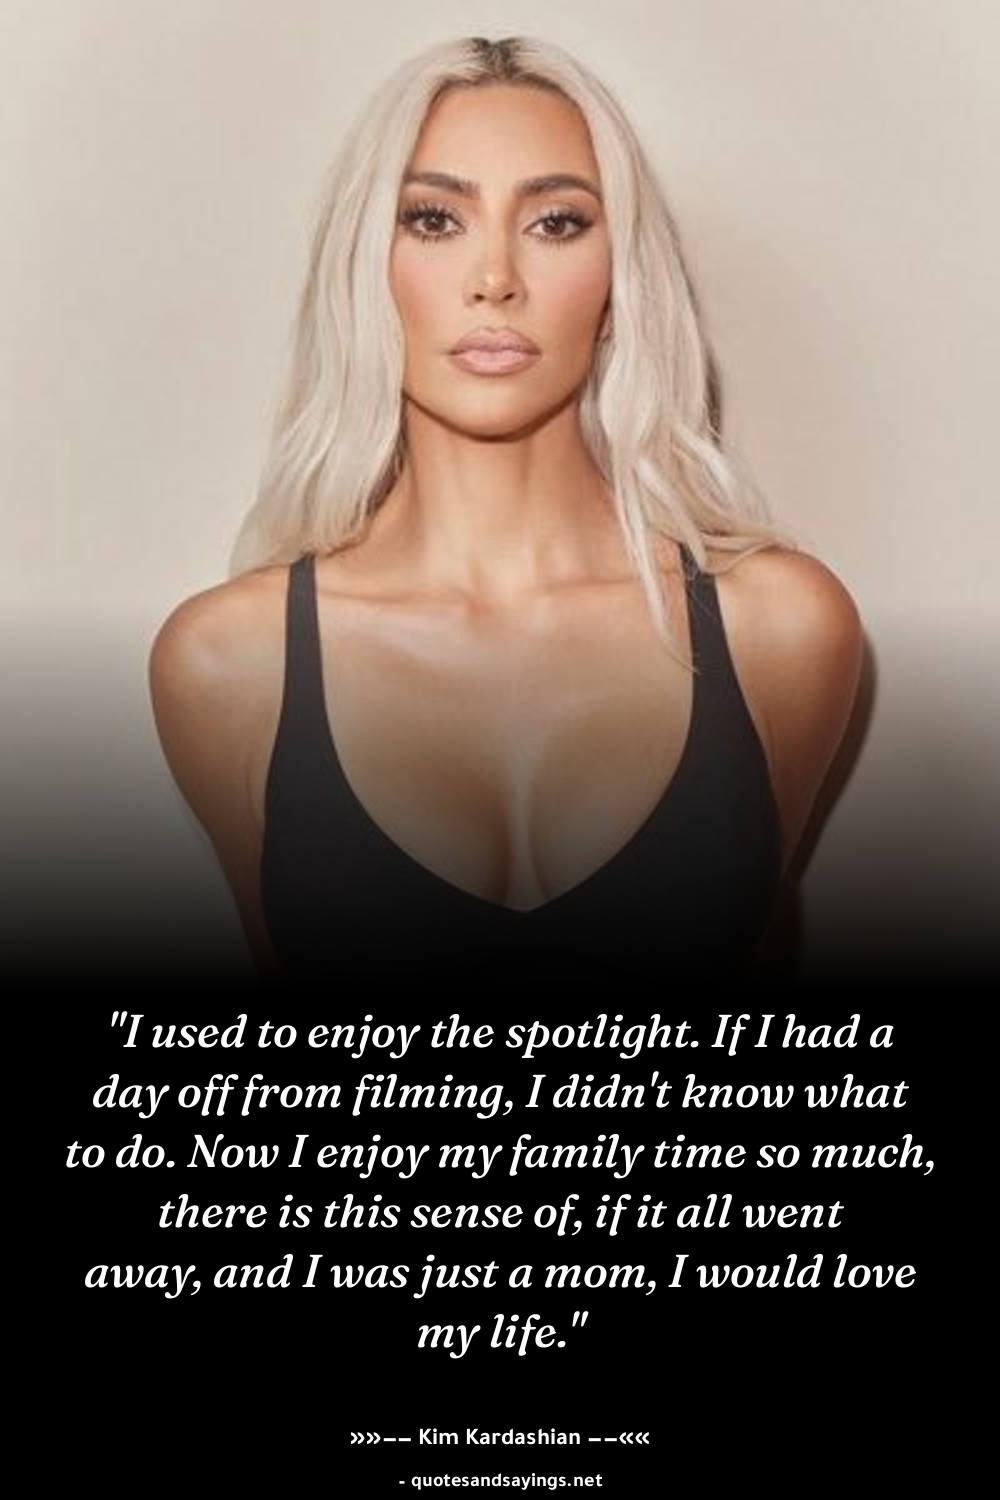 "I used to enjoy the spotlight. If I had a
day off from filming, I didn't know what
to do. Now I enjoy my family time so much,
there is this sense of, if it all went
away, and I was just a mom, I would love
my life."
»»–– Kim Kardashian ––««
- quotesandsayings.net